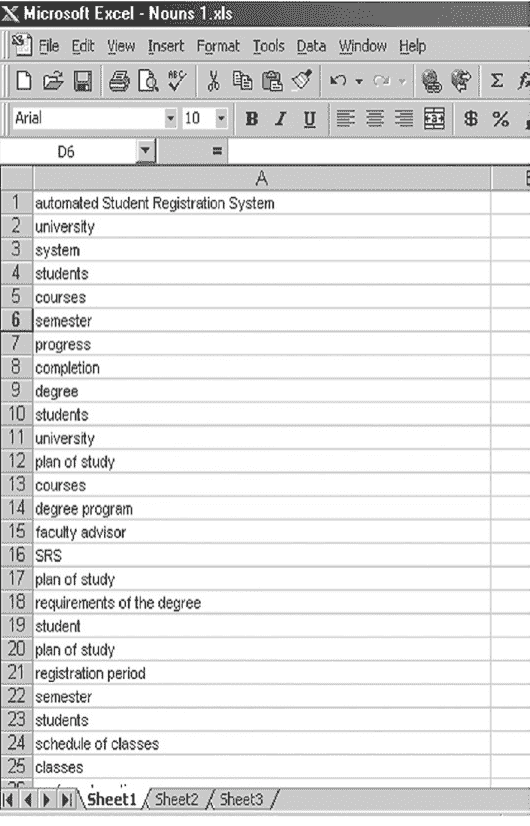 Microsoft Excel - Nouns 1.xls
File Edit View Insert Format Tools Data Window Help
Arial 10 B I U $ %
D6 =
A
1 automated Student Registration System
2 university
3 system
4 students
5 courses
6 semester
7 progress
8 completion
9 degree
10 students
11 university
12 plan of study
13 courses
14 degree program
15 faculty advisor
16 SRS
17 plan of study
18 requirements of the degree
19 student
20 plan of study
21 registration period
22 semester
23 students
24 schedule of classes
25 classes
Sheet1 Sheet2 Sheet3